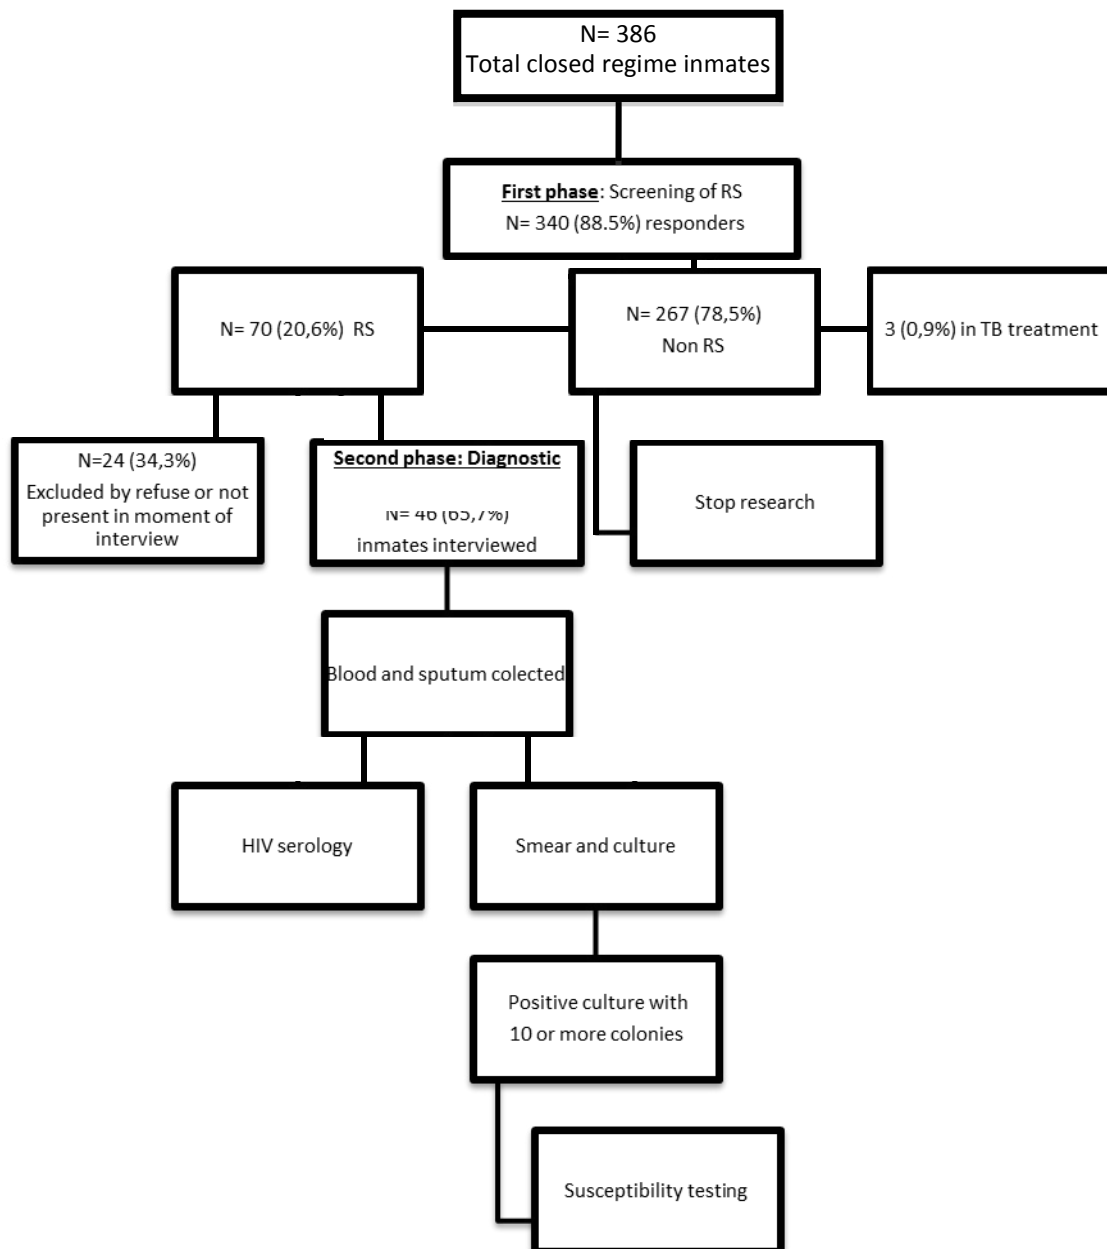 N= 386
Total closed regime inmates
First phase: Screening of RS
N= 340 (88.5%) responders
N= 70 (20,6%) RS
N= 267 (78,5%)
Non RS
3 (0,9%) in TB treatment
N=24 (34,3%)
Excluded by refuse or not
present in moment of
interview
Second phase: Diagnostic
N= 46 (65,7%)
inmates interviewed
Stop research
Blood and sputum colected
HIV serology
Smear and culture
Positive culture with
10 or more colonies
Susceptibility testing